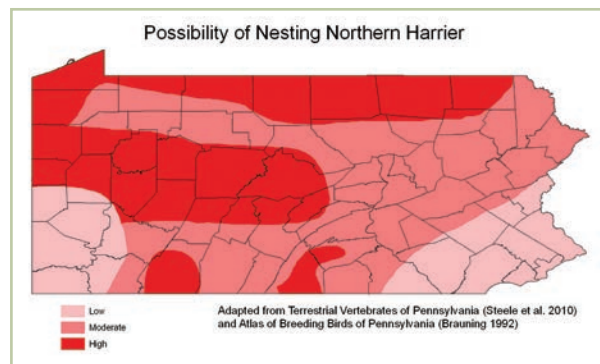 Possibility of Nesting Northern Harrier
Low
Moderate
High
Adapted from Terrestrial Vertebrates of Pennsylvania (Steele et al. 2010)
and Atlas of Breeding Birds of Pennsylvania (Brauning 1992)